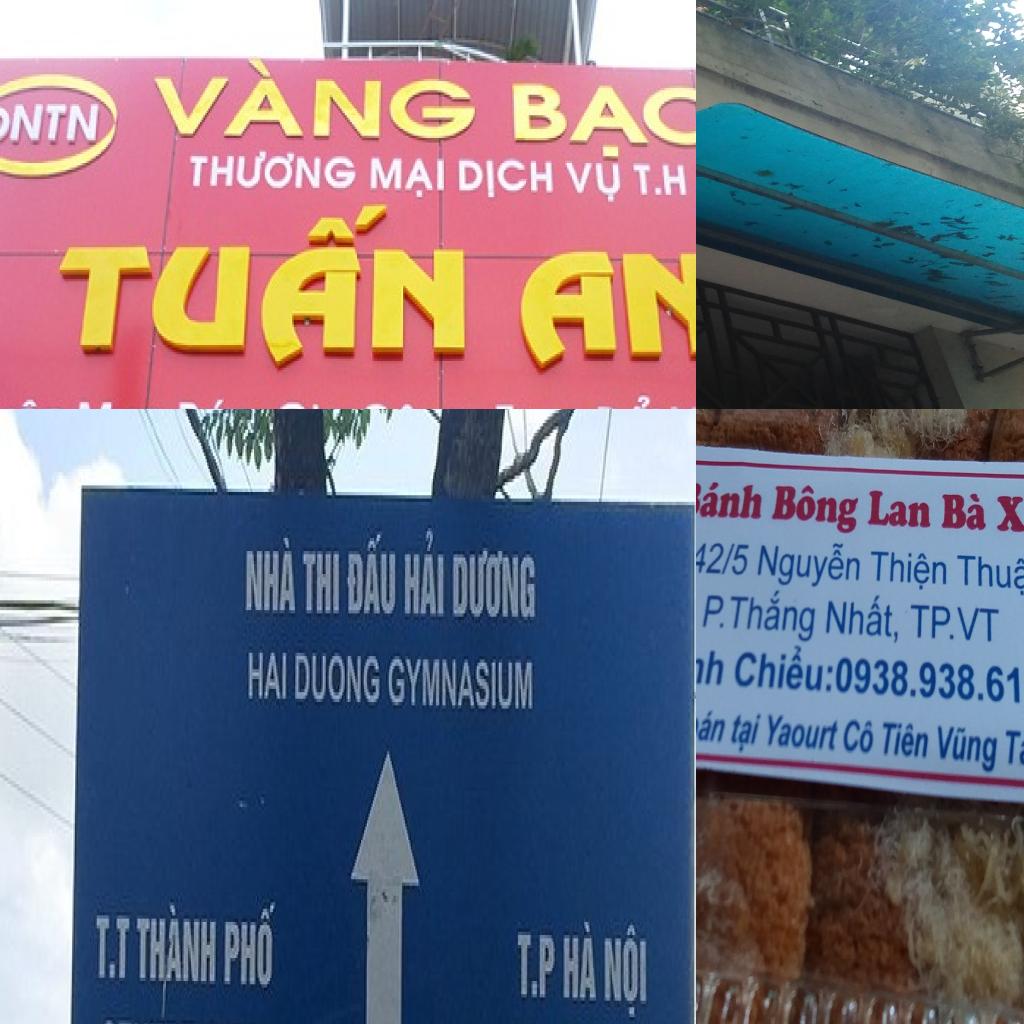 DNTN
VÀNG BẠC
THƯƠNG MẠI DỊCH VỤ T.H
TUẤN AN
NHÀ THI ĐẤU HẢI DƯƠNG
HAI DUONG GYMNASIUM
T.T THÀNH PHỐ
T.P HÀ NỘI
Bánh Bông Lan Bà X
42/5 Nguyễn Thiện Thuậ
P.Thắng Nhất, TP.VT
nh Chiểu:0938.938.61
án tại Yaourt Cô Tiên Vũng Tà